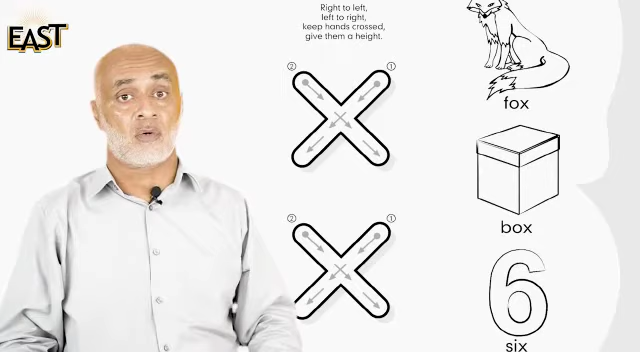 EAST
Right to left,
left to right,
keep hands crossed,
give them a height.
2 1
fox
box
2 1
6
six